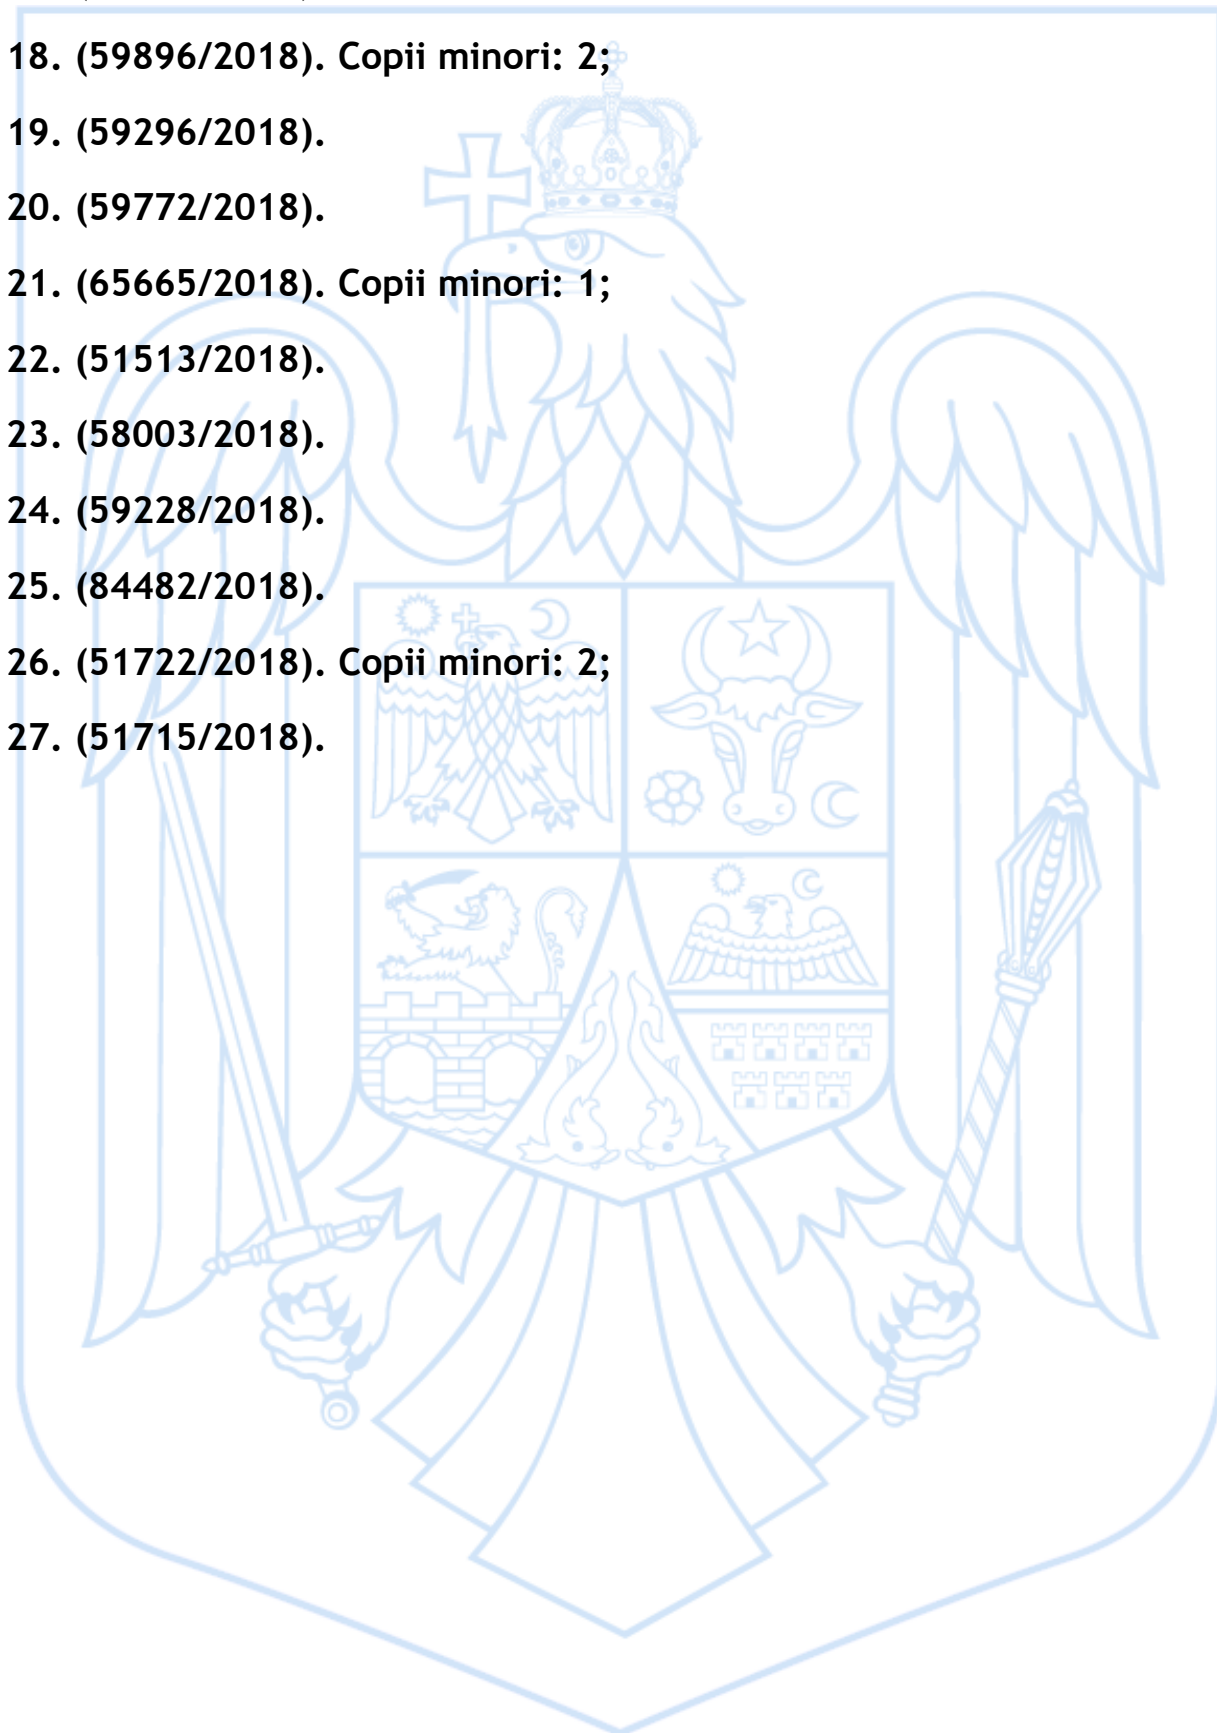 18. (59896/2018). Copii minori: 2;
19. (59296/2018).
20. (59772/2018).
21. (65665/2018). Copii minori: 1;
22. (51513/2018).
23. (58003/2018).
24. (59228/2018).
25. (84482/2018).
26. (51722/2018). Copii minori: 2;
27. (51715/2018).